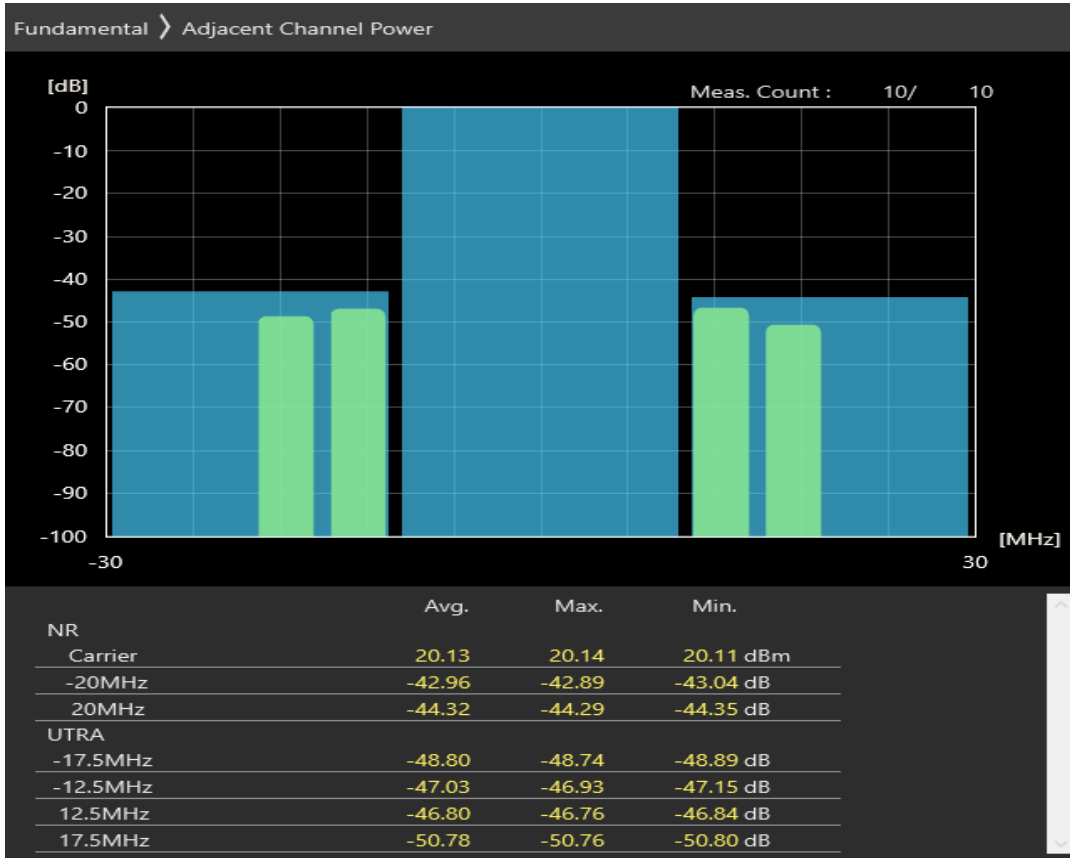 Fundamental ❭ Adjacent Channel Power
[dB]
Meas. Count : 10/ 10
0
-10
-20
-30
-40
-50
-60
-70
-80
-90
-100
[MHz]
-30 30
Avg. Max. Min.
NR
Carrier 20.13 20.14 20.11 dBm
-20MHz -42.96 -42.89 -43.04 dB
20MHz -44.32 -44.29 -44.35 dB
UTRA
-17.5MHz -48.80 -48.74 -48.89 dB
-12.5MHz -47.03 -46.93 -47.15 dB
12.5MHz -46.80 -46.76 -46.84 dB
17.5MHz -50.78 -50.76 -50.80 dB